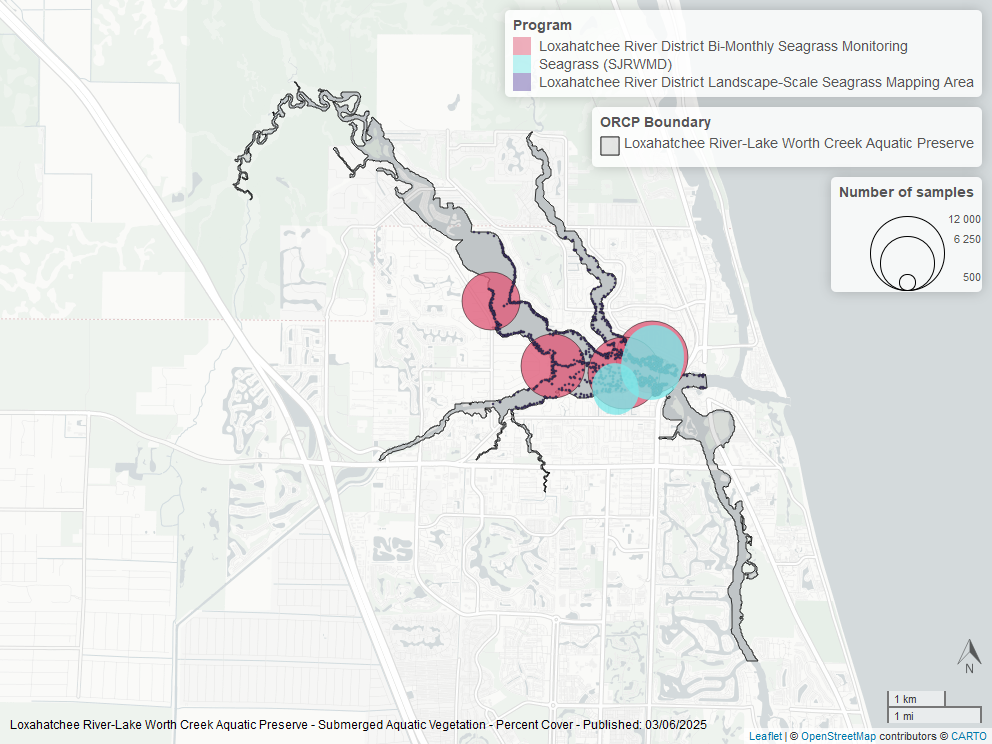 Program
Loxahatchee River District Bi-Monthly Seagrass Monitoring
Seagrass (SJRWMD)
Loxahatchee River District Landscape-Scale Seagrass Mapping Area
ORCP Boundary
Loxahatchee River-Lake Worth Creek Aquatic Preserve
Number of samples
12 000
6 250
500
N
1 km
1 mi
Loxahatchee River-Lake Worth Creek Aquatic Preserve - Submerged Aquatic Vegetation - Percent Cover - Published: 03/06/2025
Leaflet | © OpenStreetMap contributors © CARTO